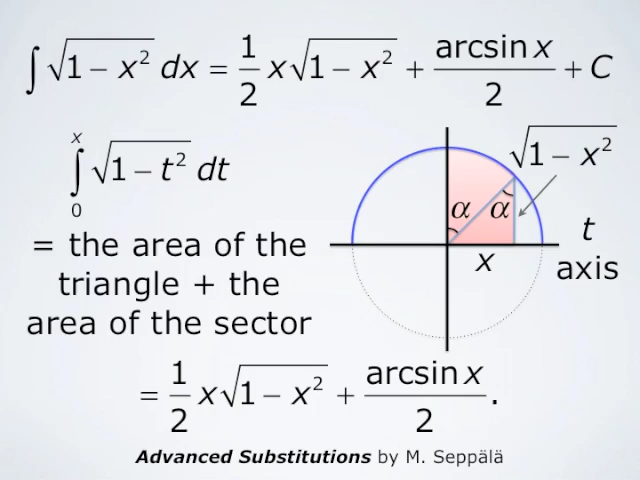 ∫ √(1 − x²) dx = 1/2 x√(1 − x²) + arcsin x/2 + C
∫₀ˣ √(1 − t²) dt
= the area of the
triangle + the
area of the sector
√(1 − x²)
α α
x
t
axis
= 1/2 x√(1 − x²) + arcsin x/2 .
Advanced Substitutions by M. Seppälä